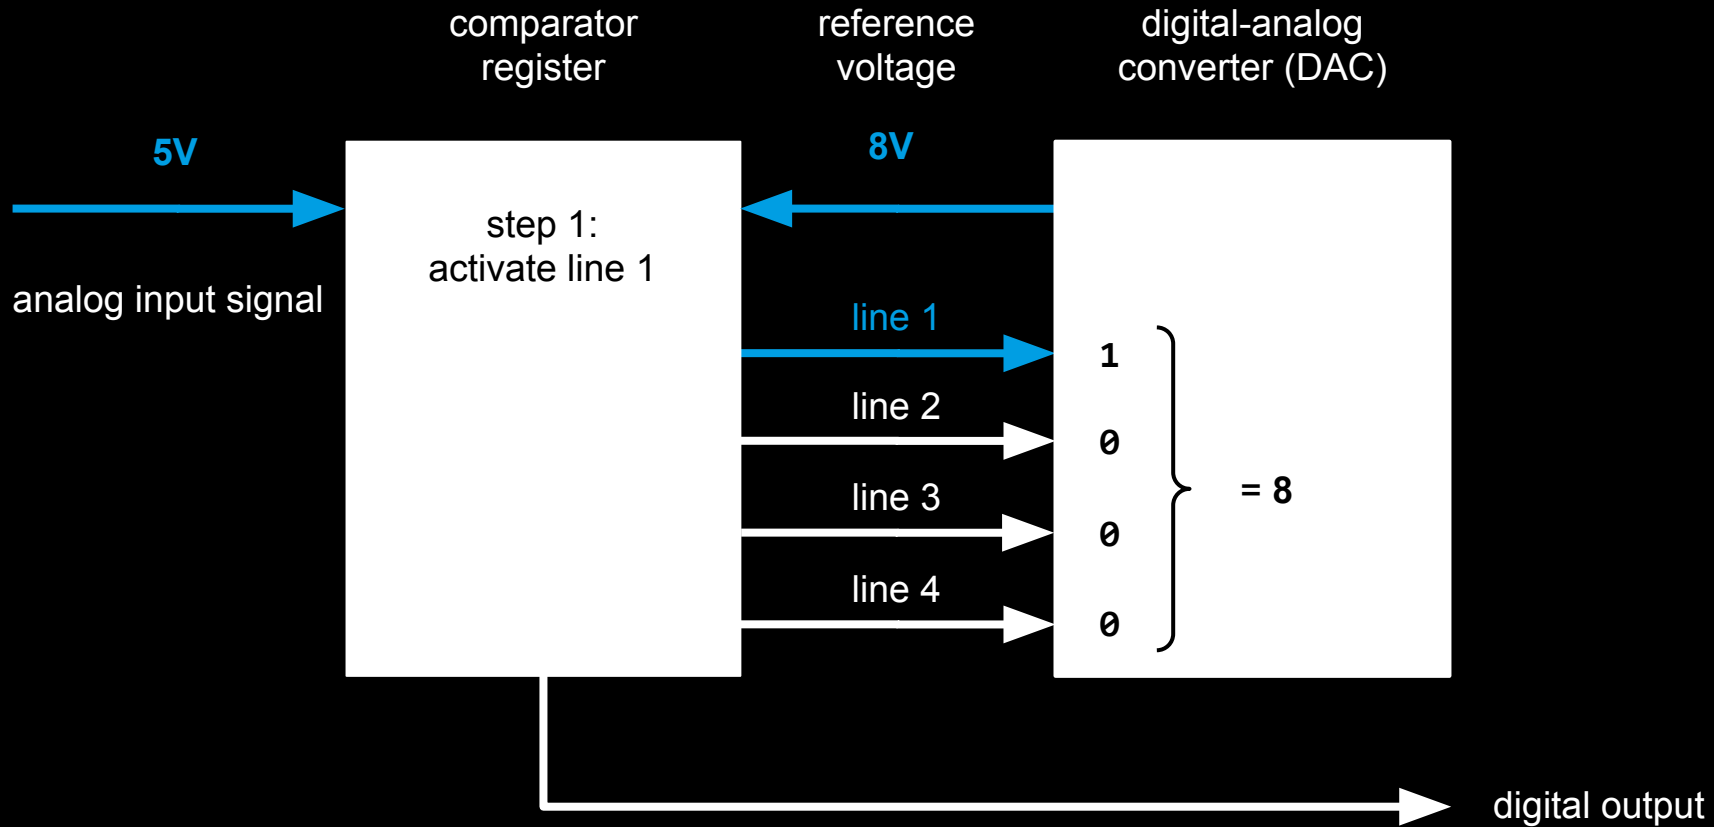 comparator
register
reference
voltage
digital-analog
converter (DAC)
5V
8V
step 1:
activate line 1
analog input signal
line 1
1
line 2
0
line 3
= 8
0
line 4
0
digital output